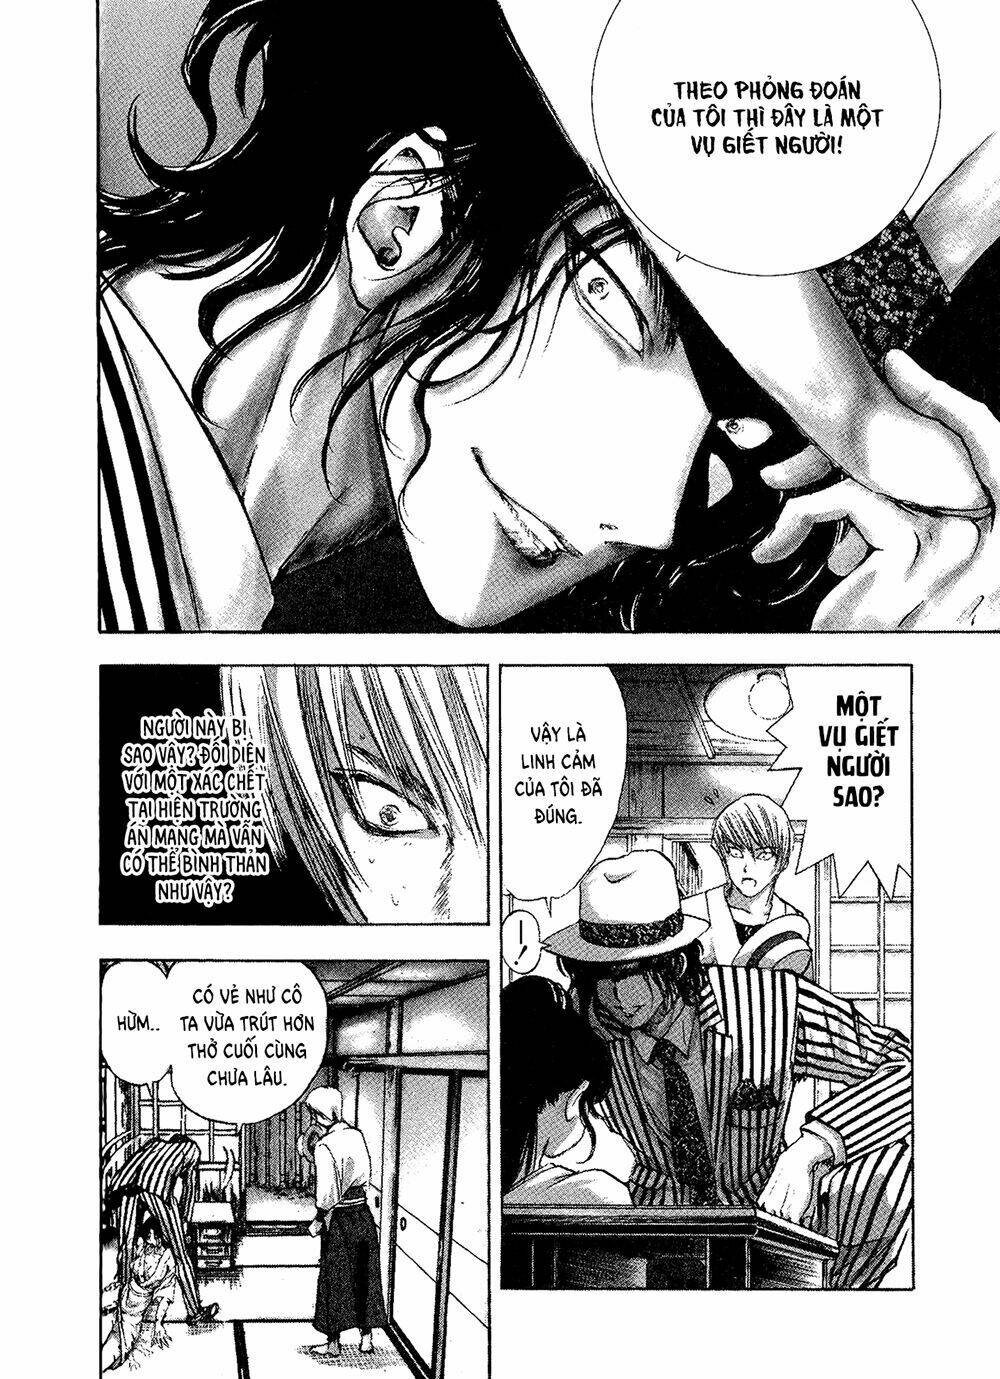 THEO PHỎNG ĐOÁN
CỦA TÔI THÌ ĐÂY LÀ MỘT
VỤ GIẾT NGƯỜI!
MỘT
VỤ GIẾT
NGƯỜI
SAO?
VẬY LÀ
LINH CẢM
CỦA TÔI ĐÃ
ĐÚNG.
!
NGƯỜI NÀY BỊ
SAO VẬY? ĐỐI DIỆN
VỚI MỘT XÁC CHẾT
TẠI HIỆN TRƯỜNG
ÁN MẠNG MÀ VẪN
CÓ THỂ BÌNH THẢN
NHƯ VẬY?
CÓ VẺ NHƯ CÔ
TA VỪA TRÚT HƠN
THỞ CUỐI CÙNG
CHƯA LÂU.
HỪM..